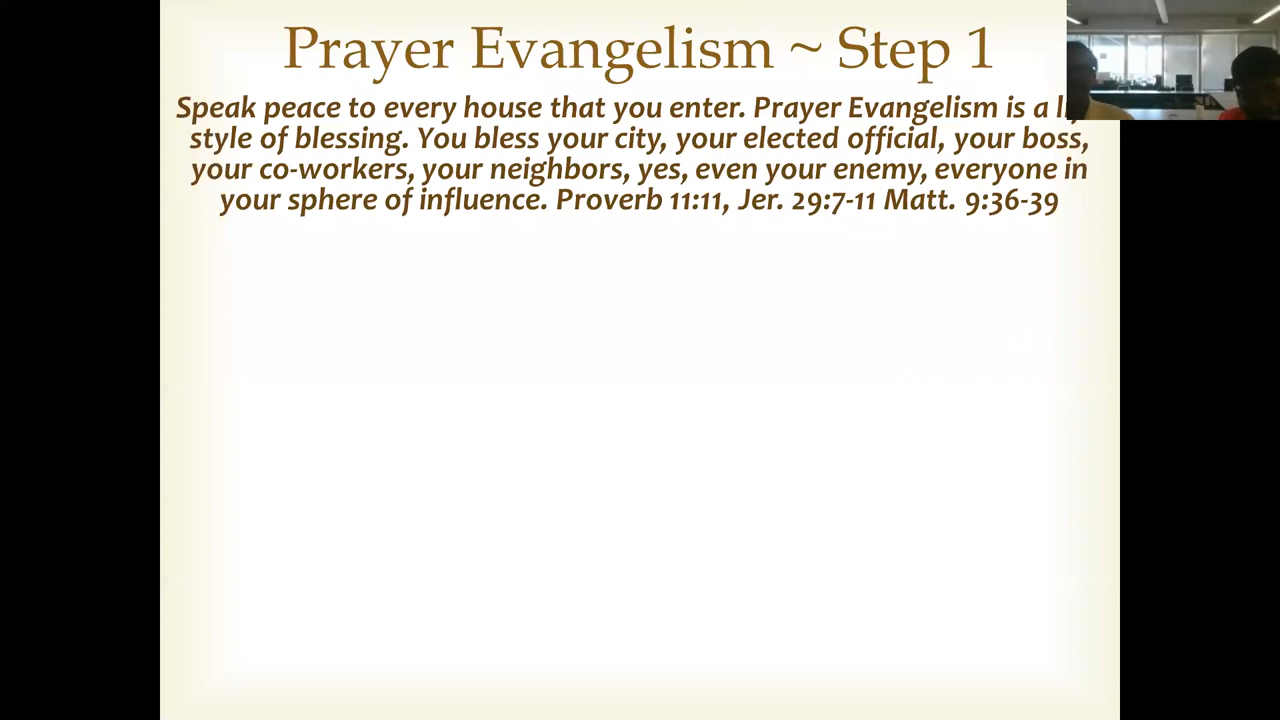 Prayer Evangelism ~ Step 1
Speak peace to every house that you enter. Prayer Evangelism is a
style of blessing. You bless your city, your elected official, your boss,
your co-workers, your neighbors, yes, even your enemy, everyone in
your sphere of influence. Proverb 11:11, Jer. 29:7-11 Matt. 9:36-39